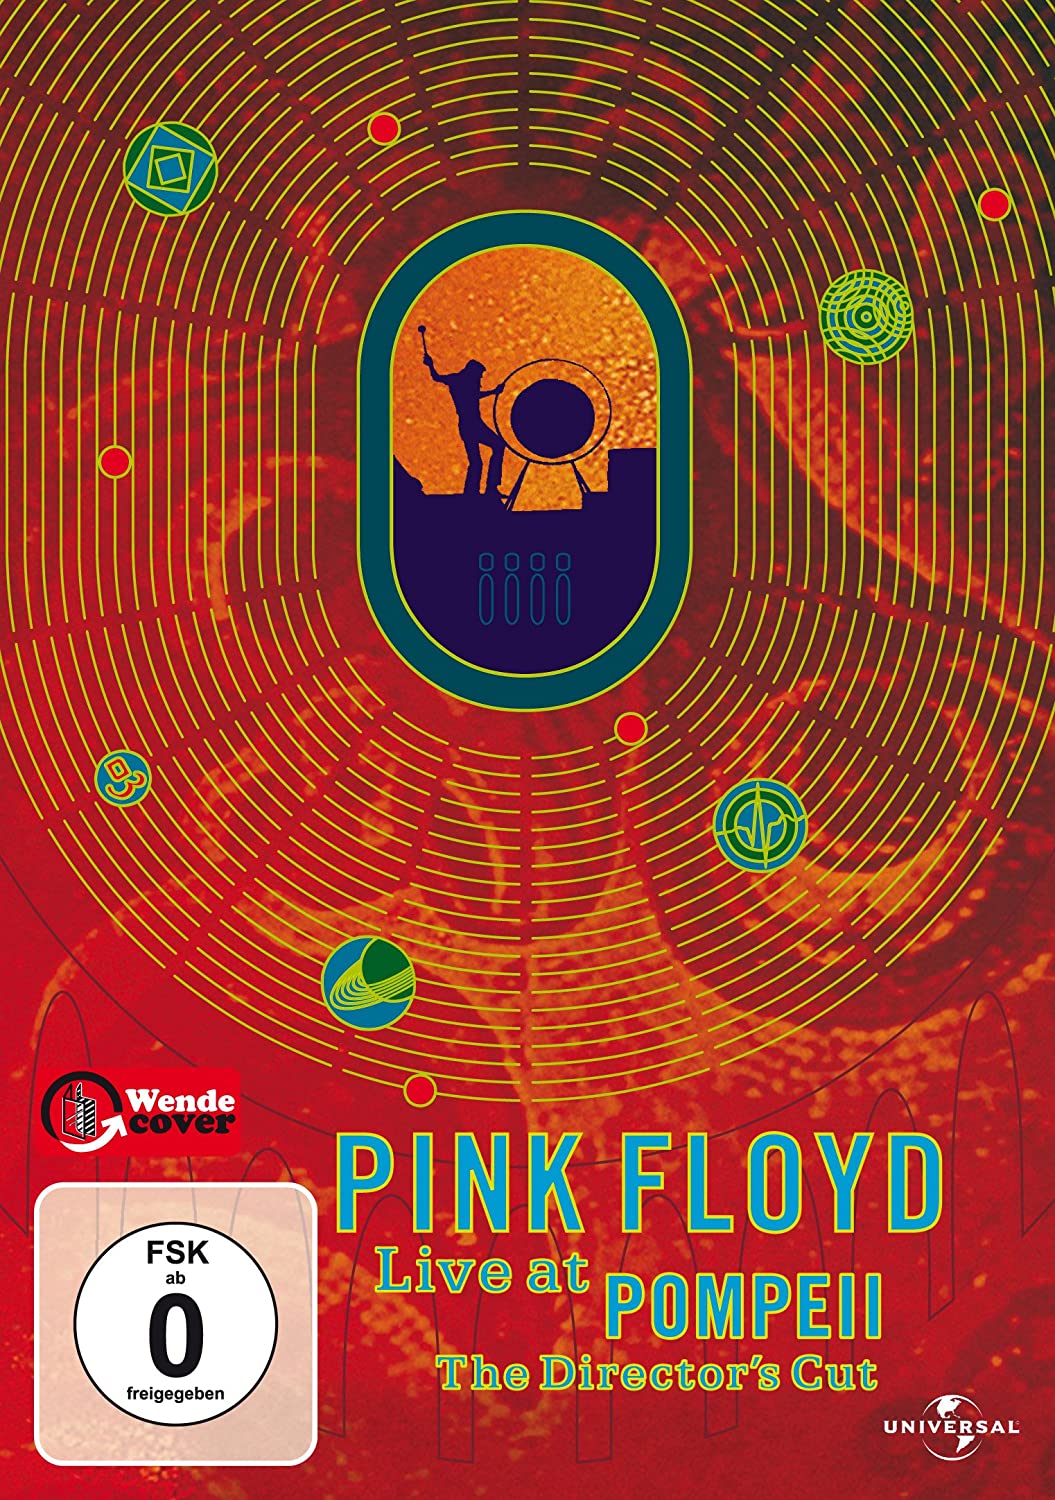 Wende
cover
PINK FLOYD
Live at
POMPEII
The Director's Cut
FSK
ab
0
freigegeben
UNIVERSAL